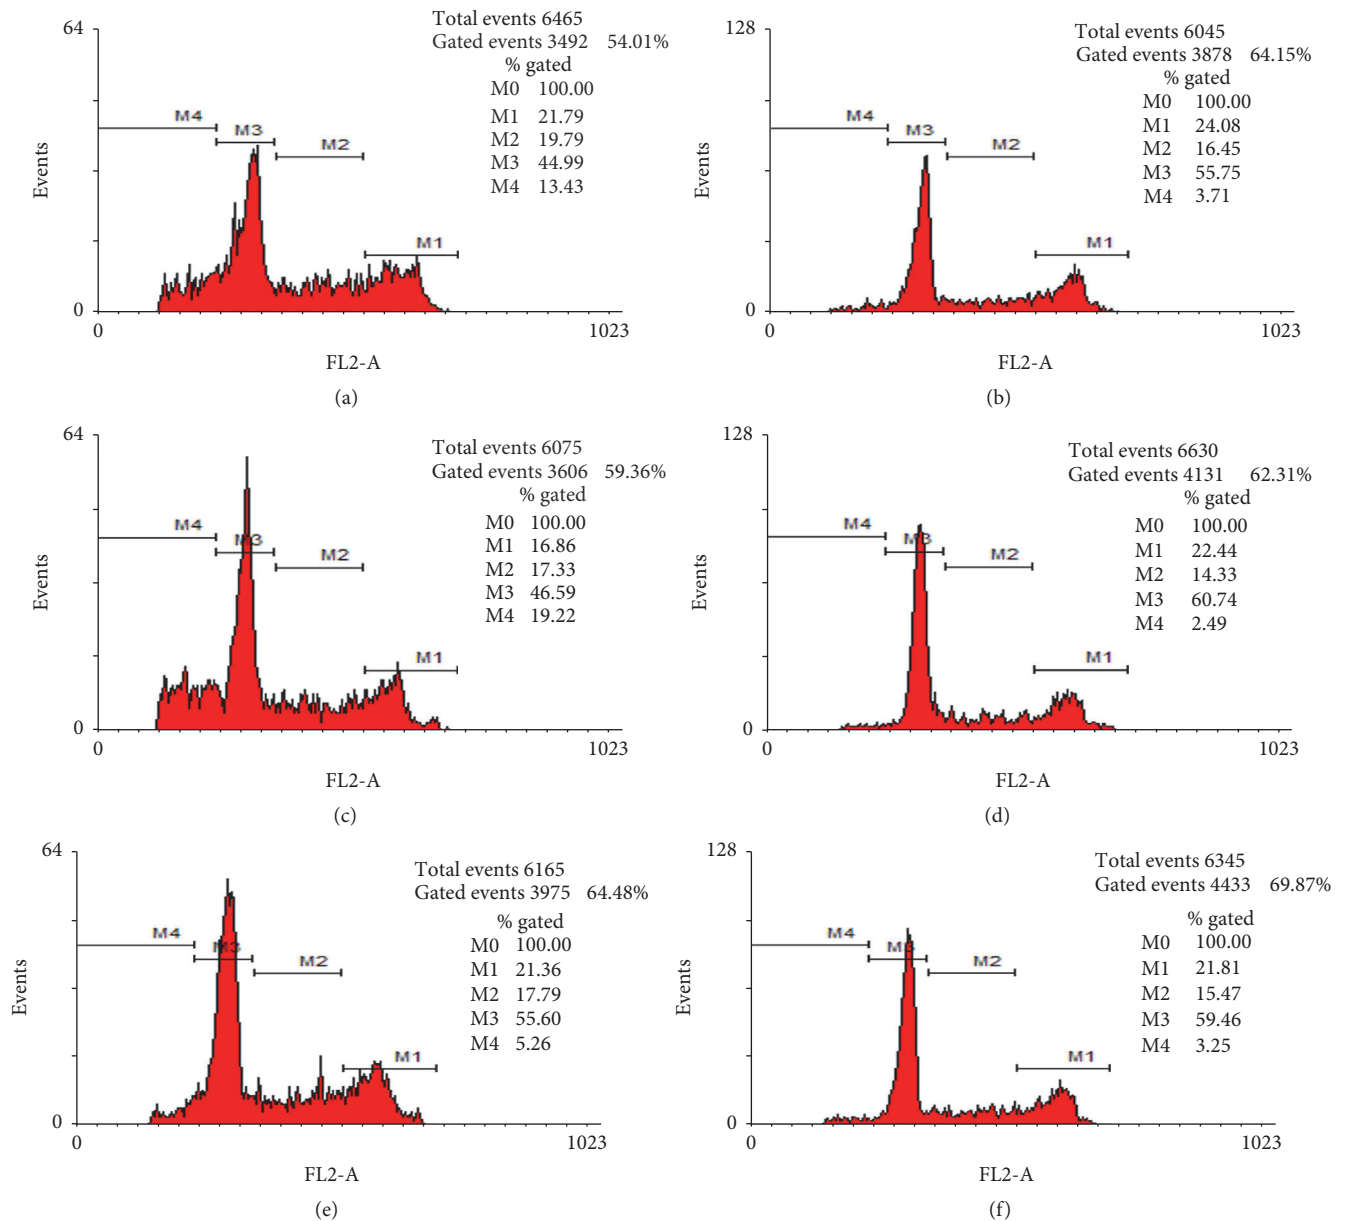 64
Total events 6465
Gated events 3492 54.01%
% gated
M0 100.00
M1 21.79
M2 19.79
M3 44.99
M4 13.43
M4
M3
M2
M1
Events
0
0 1023
FL2-A
(a)
128
Total events 6045
Gated events 3878 64.15%
% gated
M0 100.00
M1 24.08
M2 16.45
M3 55.75
M4 3.71
M4
M3
M2
M1
Events
0
0 1023
FL2-A
(b)
64
Total events 6075
Gated events 3606 59.36%
% gated
M0 100.00
M1 16.86
M2 17.33
M3 46.59
M4 19.22
M4
M3
M2
M1
Events
0
0 1023
FL2-A
(c)
128
Total events 6630
Gated events 4131 62.31%
% gated
M0 100.00
M1 22.44
M2 14.33
M3 60.74
M4 2.49
M4
M3
M2
M1
Events
0
0 1023
FL2-A
(d)
64
Total events 6165
Gated events 3975 64.48%
% gated
M0 100.00
M1 21.36
M2 17.79
M3 55.60
M4 5.26
M4
M3
M2
M1
Events
0
0 1023
FL2-A
(e)
128
Total events 6345
Gated events 4433 69.87%
% gated
M0 100.00
M1 21.81
M2 15.47
M3 59.46
M4 3.25
M4
M3
M2
M1
Events
0
0 1023
FL2-A
(f)